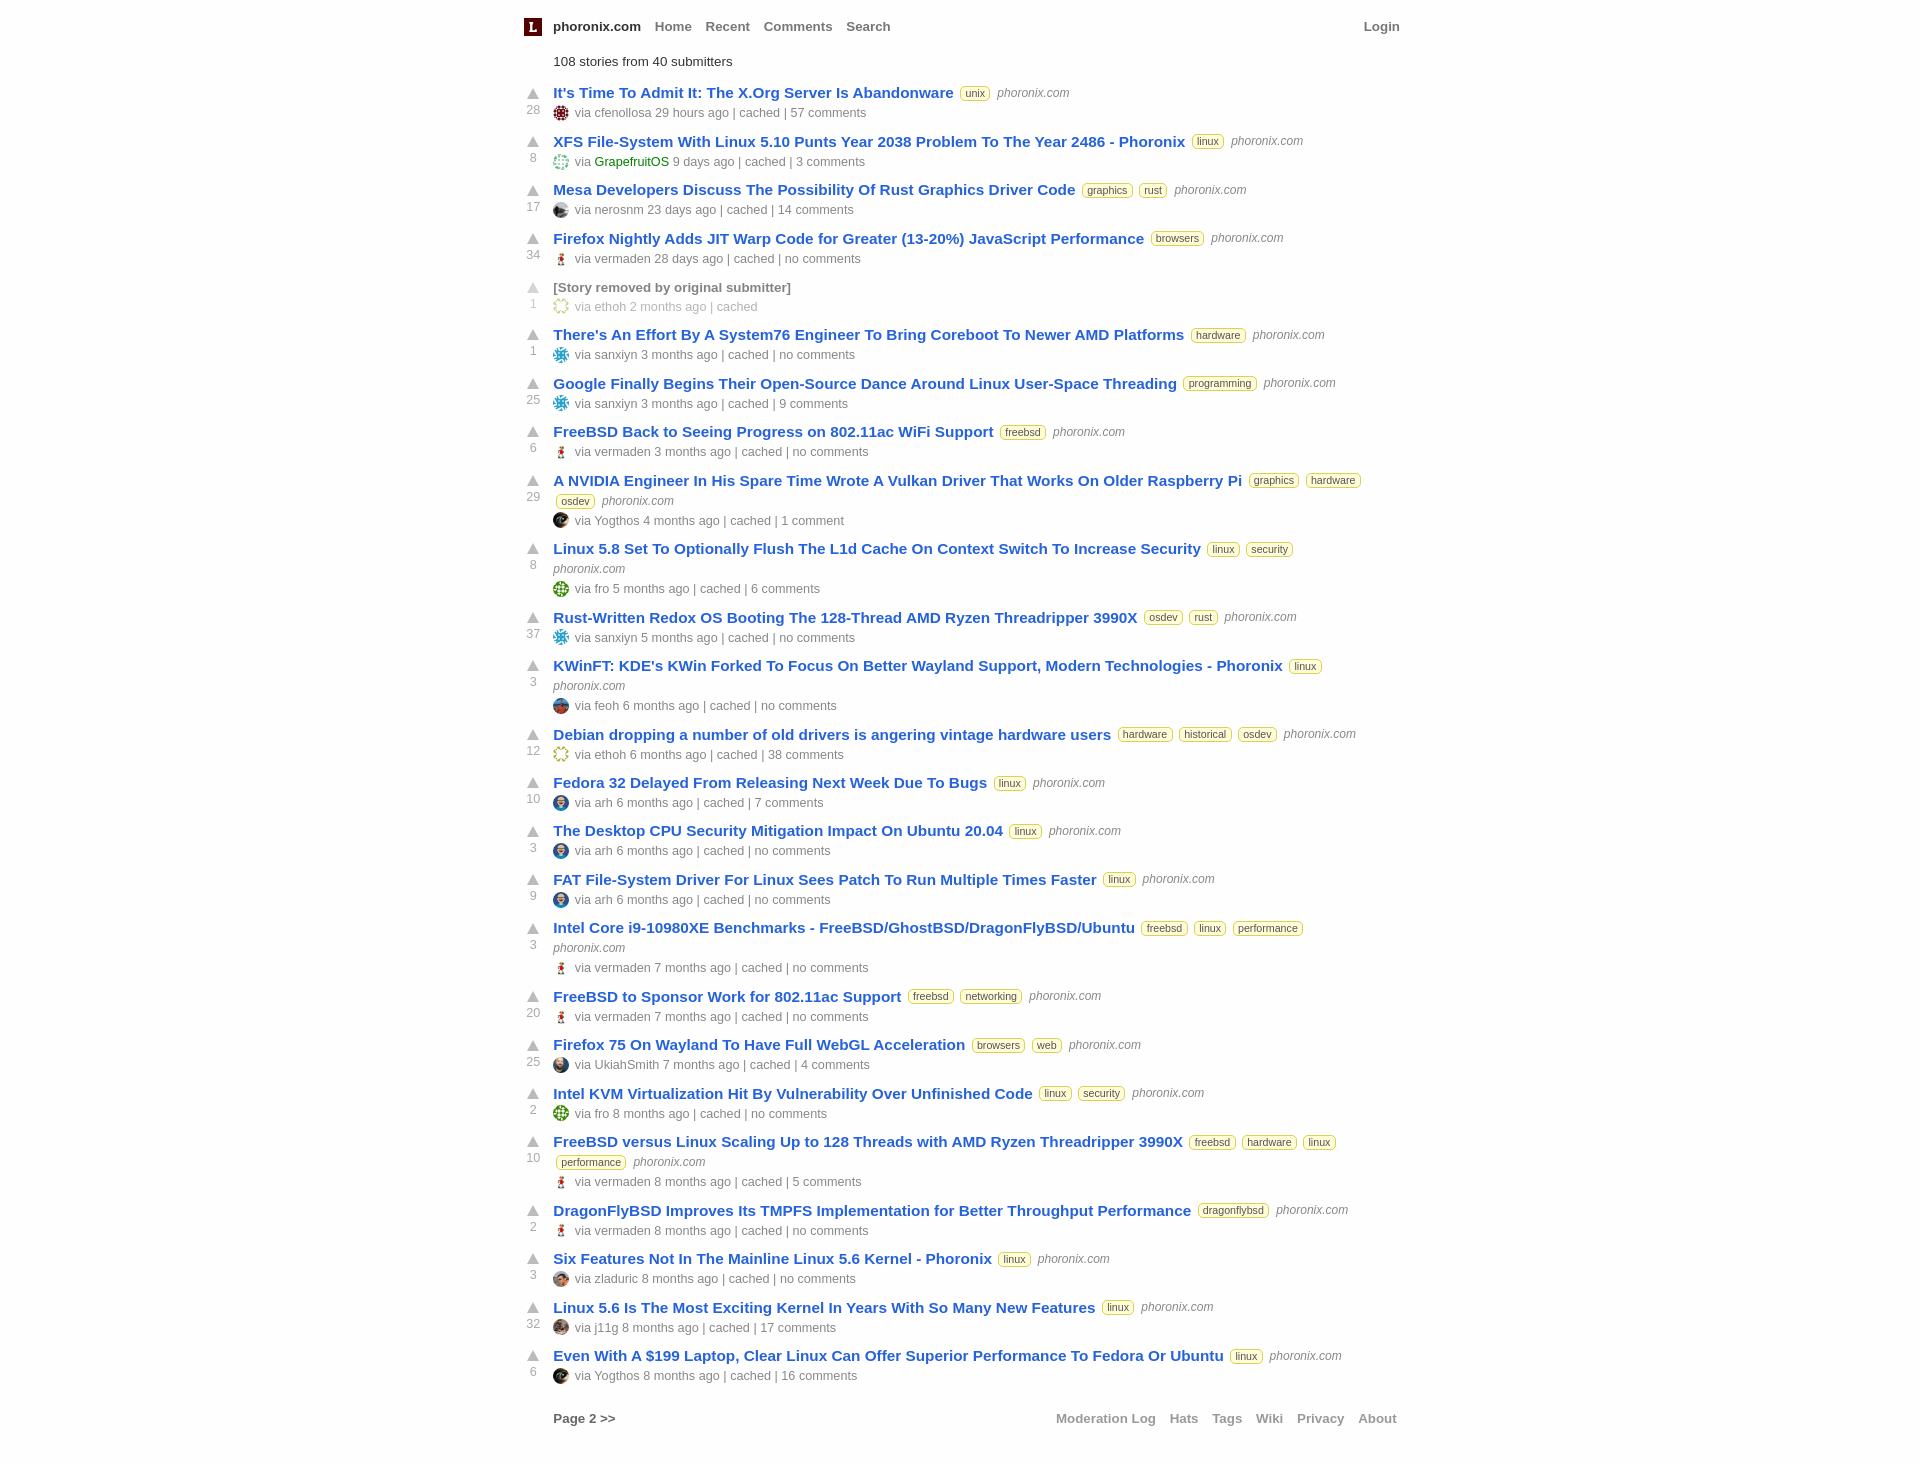 L phoronix.com Home Recent Comments Search Login
108 stories from 40 submitters
It's Time To Admit It: The X.Org Server Is Abandonware unix phoronix.com
28
via cfenollosa 29 hours ago | cached | 57 comments
XFS File-System With Linux 5.10 Punts Year 2038 Problem To The Year 2486 - Phoronix linux phoronix.com
8
via GrapefruitOS 9 days ago | cached | 3 comments
Mesa Developers Discuss The Possibility Of Rust Graphics Driver Code graphics rust phoronix.com
17
via nerosnm 23 days ago | cached | 14 comments
Firefox Nightly Adds JIT Warp Code for Greater (13-20%) JavaScript Performance browsers phoronix.com
34
via vermaden 28 days ago | cached | no comments
[Story removed by original submitter]
1
via ethoh 2 months ago | cached
There's An Effort By A System76 Engineer To Bring Coreboot To Newer AMD Platforms hardware phoronix.com
1
via sanxiyn 3 months ago | cached | no comments
Google Finally Begins Their Open-Source Dance Around Linux User-Space Threading programming phoronix.com
25
via sanxiyn 3 months ago | cached | 9 comments
FreeBSD Back to Seeing Progress on 802.11ac WiFi Support freebsd phoronix.com
6
via vermaden 3 months ago | cached | no comments
A NVIDIA Engineer In His Spare Time Wrote A Vulkan Driver That Works On Older Raspberry Pi graphics hardware
29
osdev phoronix.com
via Yogthos 4 months ago | cached | 1 comment
Linux 5.8 Set To Optionally Flush The L1d Cache On Context Switch To Increase Security linux security
8
phoronix.com
via fro 5 months ago | cached | 6 comments
Rust-Written Redox OS Booting The 128-Thread AMD Ryzen Threadripper 3990X osdev rust phoronix.com
37
via sanxiyn 5 months ago | cached | no comments
KWinFT: KDE's KWin Forked To Focus On Better Wayland Support, Modern Technologies - Phoronix linux
3
phoronix.com
via feoh 6 months ago | cached | no comments
Debian dropping a number of old drivers is angering vintage hardware users hardware historical osdev phoronix.com
12
via ethoh 6 months ago | cached | 38 comments
Fedora 32 Delayed From Releasing Next Week Due To Bugs linux phoronix.com
10
via arh 6 months ago | cached | 7 comments
The Desktop CPU Security Mitigation Impact On Ubuntu 20.04 linux phoronix.com
3
via arh 6 months ago | cached | no comments
FAT File-System Driver For Linux Sees Patch To Run Multiple Times Faster linux phoronix.com
9
via arh 6 months ago | cached | no comments
Intel Core i9-10980XE Benchmarks - FreeBSD/GhostBSD/DragonFlyBSD/Ubuntu freebsd linux performance
3
phoronix.com
via vermaden 7 months ago | cached | no comments
FreeBSD to Sponsor Work for 802.11ac Support freebsd networking phoronix.com
20
via vermaden 7 months ago | cached | no comments
Firefox 75 On Wayland To Have Full WebGL Acceleration browsers web phoronix.com
25
via UkiahSmith 7 months ago | cached | 4 comments
Intel KVM Virtualization Hit By Vulnerability Over Unfinished Code linux security phoronix.com
2
via fro 8 months ago | cached | no comments
FreeBSD versus Linux Scaling Up to 128 Threads with AMD Ryzen Threadripper 3990X freebsd hardware linux
10
performance phoronix.com
via vermaden 8 months ago | cached | 5 comments
DragonFlyBSD Improves Its TMPFS Implementation for Better Throughput Performance dragonflybsd phoronix.com
2
via vermaden 8 months ago | cached | no comments
Six Features Not In The Mainline Linux 5.6 Kernel - Phoronix linux phoronix.com
3
via zladuric 8 months ago | cached | no comments
Linux 5.6 Is The Most Exciting Kernel In Years With So Many New Features linux phoronix.com
32
via j11g 8 months ago | cached | 17 comments
Even With A $199 Laptop, Clear Linux Can Offer Superior Performance To Fedora Or Ubuntu linux phoronix.com
6
via Yogthos 8 months ago | cached | 16 comments
Page 2 >> Moderation Log Hats Tags Wiki Privacy About